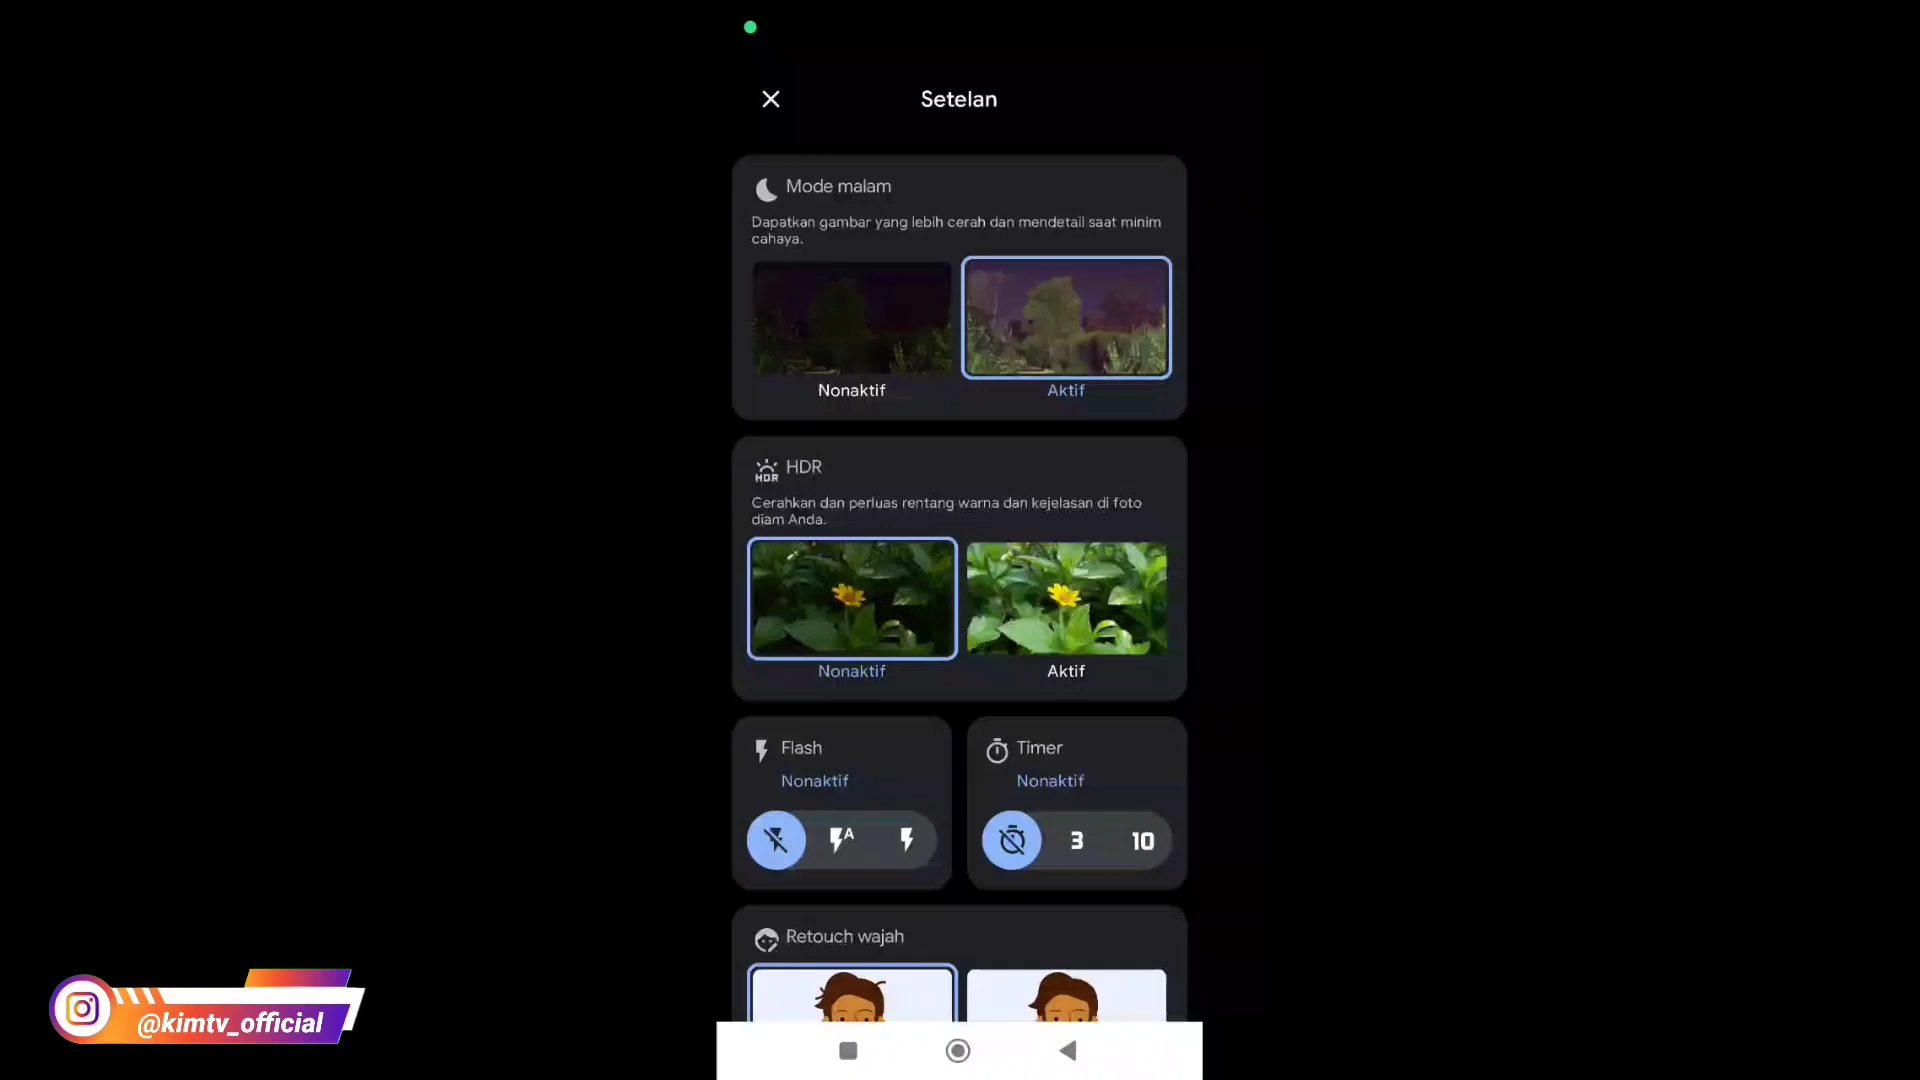 Setelan
Mode malam
Dapatkan gambar yang lebih cerah dan mendetail saat minim
cahaya.
Nonaktif
Aktif
HDR
HDR
Cerahkan dan perluas rentang warna dan kejelasan di foto
diam Anda.
Nonaktif
Aktif
Flash
Nonaktif
A
Timer
Nonaktif
3
10
Retouch wajah
@kimtv_official